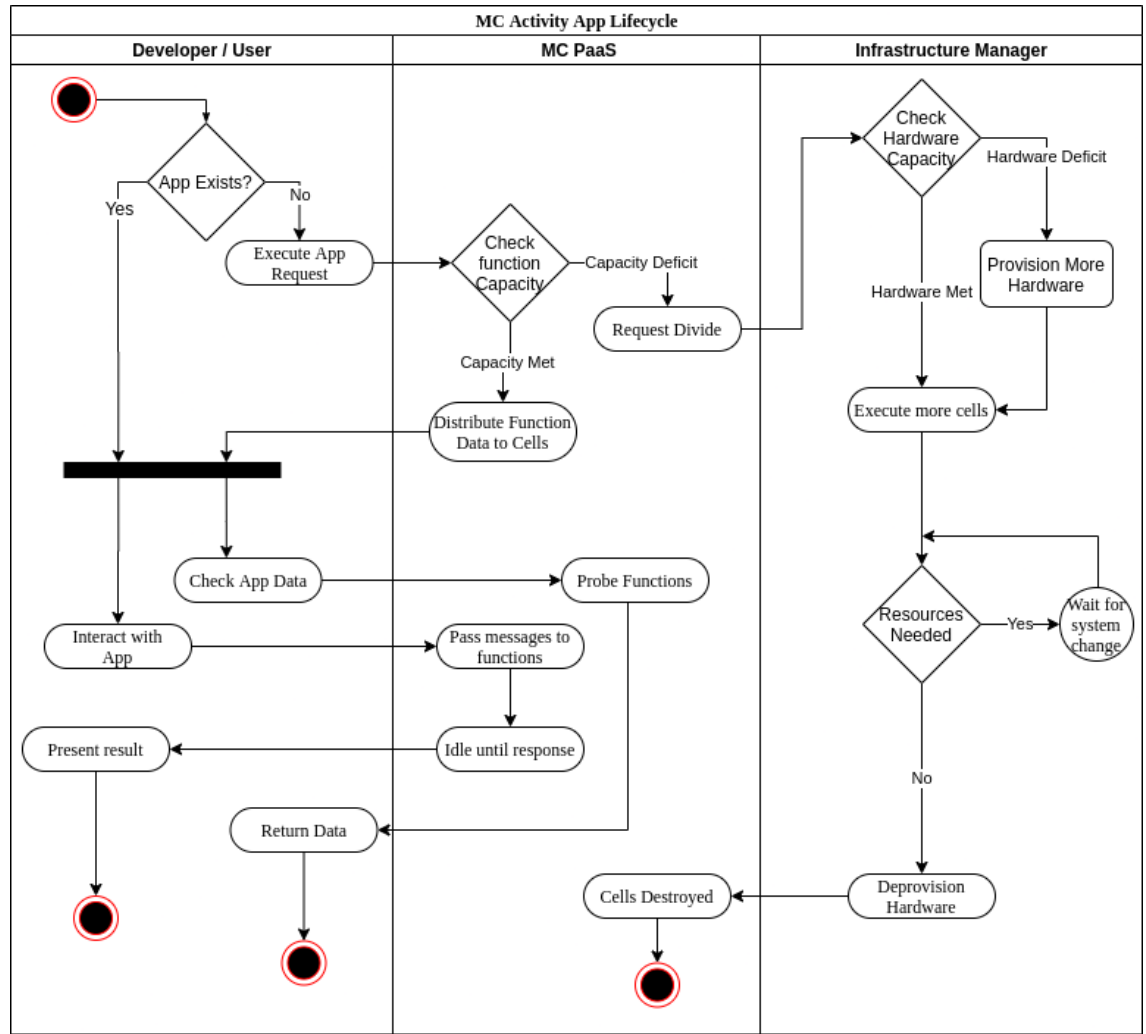 MC Activity App Lifecycle
Developer / User
MC PaaS
Infrastructure Manager
App Exists?
Yes
No
Execute App
Request
Check
function
Capacity
Capacity Deficit
Request Divide
Capacity Met
Distribute Function
Data to Cells
Check
Hardware
Capacity
Hardware Deficit
Provision More
Hardware
Hardware Met
Execute more cells
Check App Data
Probe Functions
Interact with
App
Pass messages to
functions
Resources
Needed
Yes
Wait for
system
change
Present result
Idle until response
No
Return Data
Cells Destroyed
Deprovision
Hardware